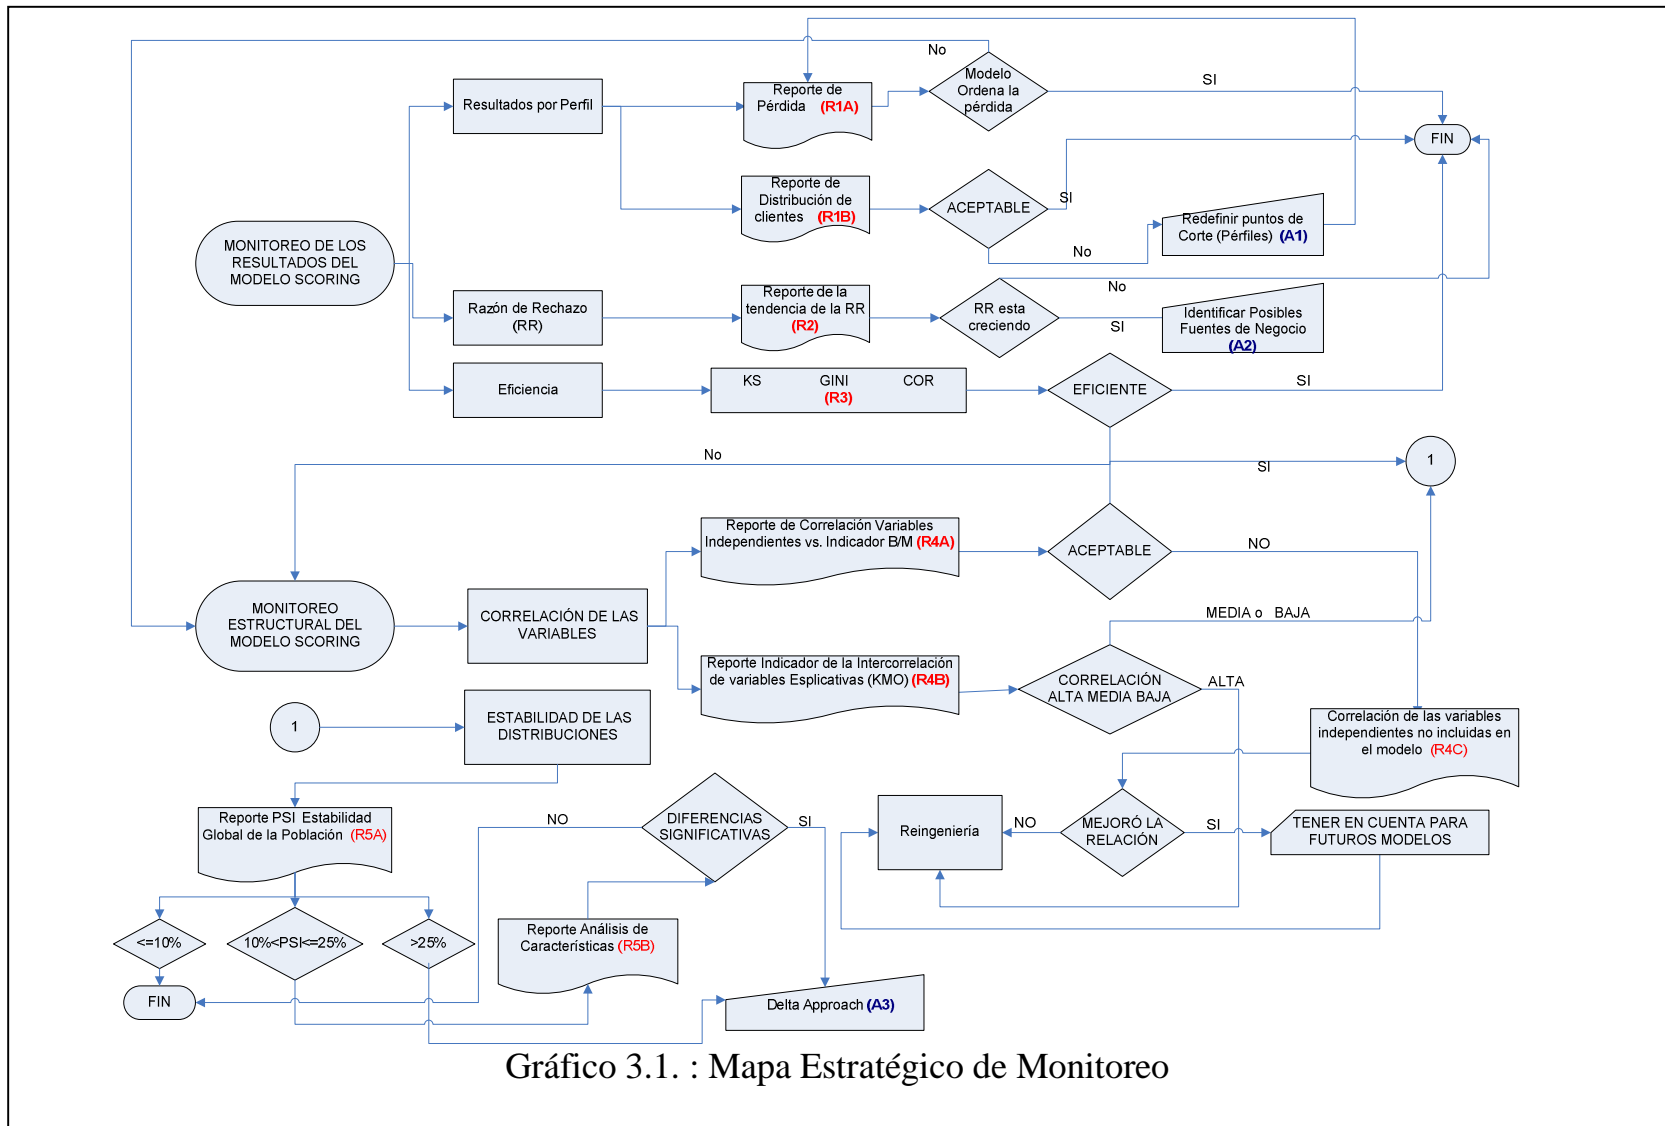 No
Modelo
Ordena la
pérdida
SI
Resultados por Perfil
Reporte de
Pérdida (R1A)
FIN
Reporte de
Distribución de
clientes (R1B)
ACEPTABLE
SI
No
Redefinir puntos de
Corte (Pérfiles) (A1)
MONITOREO DE LOS
RESULTADOS DEL
MODELO SCORING
Razón de Rechazo
(RR)
Reporte de la
tendencia de la RR
(R2)
RR esta
creciendo
No
SI
Identificar Posibles
Fuentes de Negocio
(A2)
Eficiencia
KS GINI COR
(R3)
EFICIENTE
SI
No
SI
1
Reporte de Correlación Variables
Independientes vs. Indicador B/M (R4A)
ACEPTABLE
NO
MONITOREO
ESTRUCTURAL DEL
MODELO SCORING
CORRELACIÓN DE LAS
VARIABLES
MEDIA o BAJA
Reporte Indicador de la Intercorrelación
de variables Esplicativas (KMO) (R4B)
CORRELACIÓN
ALTA MEDIA BAJA
ALTA
1
ESTABILIDAD DE LAS
DISTRIBUCIONES
Correlación de las variables
independientes no incluidas en
el modelo (R4C)
Reporte PSI Estabilidad
Global de la Población (R5A)
NO
DIFERENCIAS
SIGNIFICATIVAS
SI
Reingeniería
NO
MEJORÓ LA
RELACIÓN
SI
TENER EN CUENTA PARA
FUTUROS MODELOS
<=10%
10%<PSI<=25%
>25%
Reporte Análisis de
Características (R5B)
FIN
Delta Approach (A3)
Gráfico 3.1. : Mapa Estratégico de Monitoreo